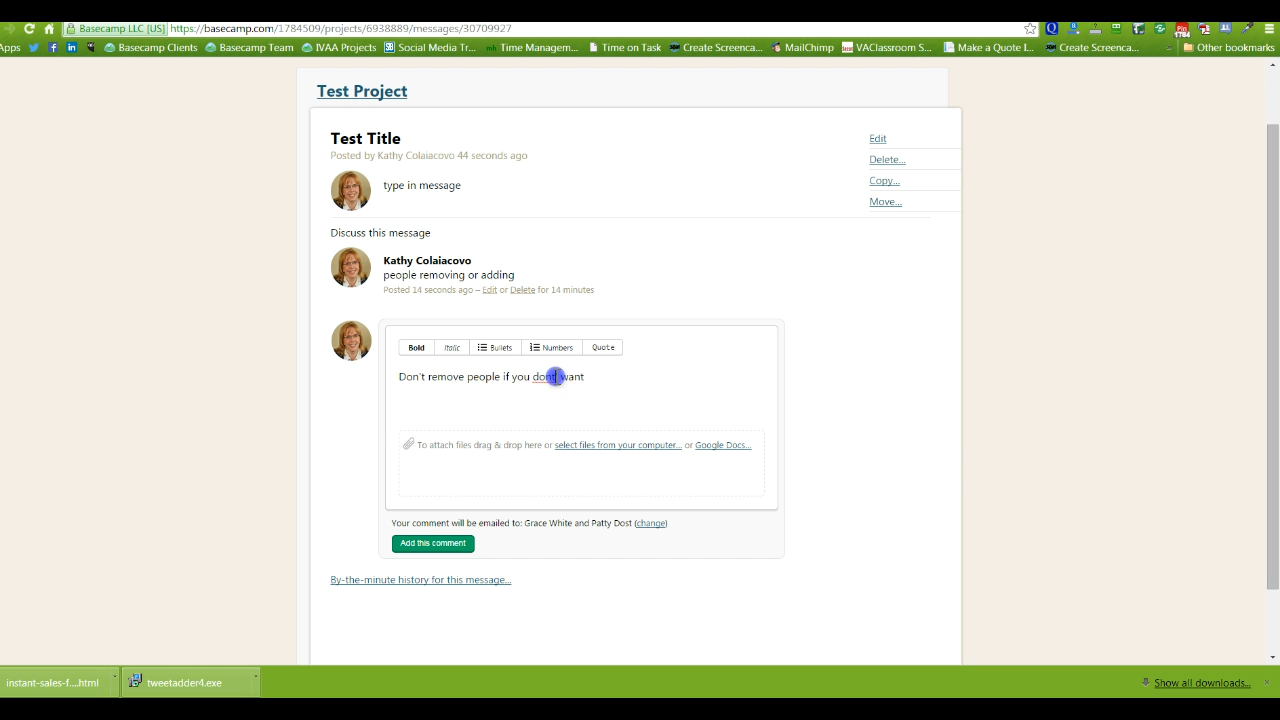 Basecamp LLC [US] https://basecamp.com/1784509/projects/6938889/messages/30709927
Apps Basecamp Clients Basecamp Team IVAA Projects Social Media Tr... Time Managem... Time on Task Create Screenca... MailChimp VAClassroom S... Make a Quote I... Create Screenca... Other bookmarks
Test Project
Test Title
Posted by Kathy Colaiacovo 44 seconds ago
type in message
Edit
Delete...
Copy...
Move...
Discuss this message
Kathy Colaiacovo
people removing or adding
Posted 14 seconds ago – Edit or Delete for 14 minutes
Bold Italic Bullets Numbers Quote
Don't remove people if you dont want
To attach files drag & drop here or select files from your computer... or Google Docs...
Your comment will be emailed to: Grace White and Patty Dost (change)
Add this comment
By-the-minute history for this message...
instant-sales-f....html tweetadder4.exe Show all downloads...